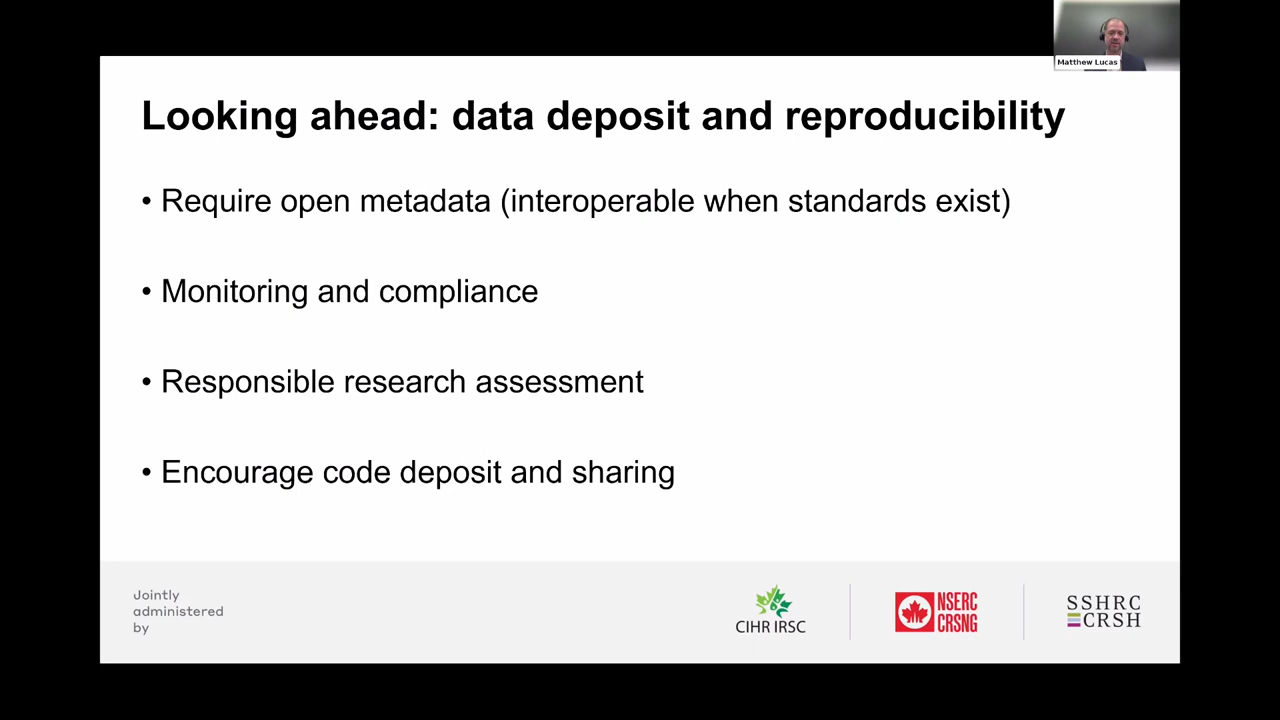 Matthew Lucas
Looking ahead: data deposit and reproducibility
• Require open metadata (interoperable when standards exist)
• Monitoring and compliance
• Responsible research assessment
• Encourage code deposit and sharing
Jointly
administered
by
CIHR IRSC
NSERC
CRSNG
SSHRC
CRSH